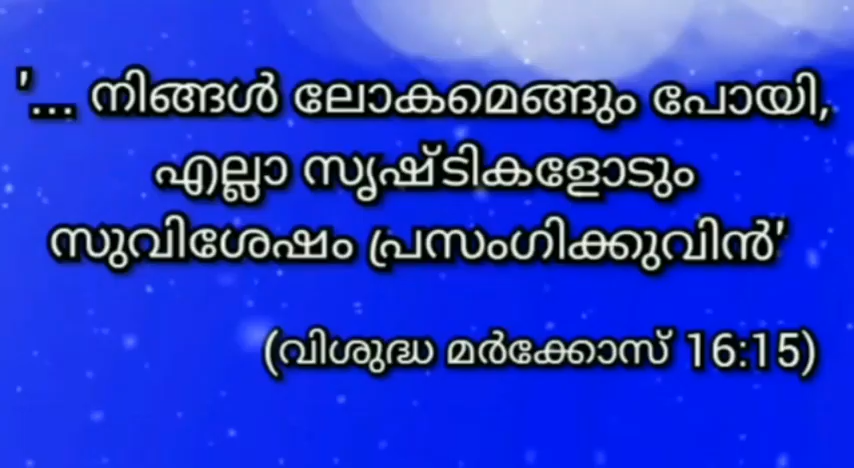 '... നിങ്ങൾ ലോകമെങ്ങും പോയി,
എല്ലാ സൃഷ്ടികളോടും
സുവിശേഷം പ്രസംഗിക്കുവിൻ'
(വിശുദ്ധ മർക്കോസ് 16:15)